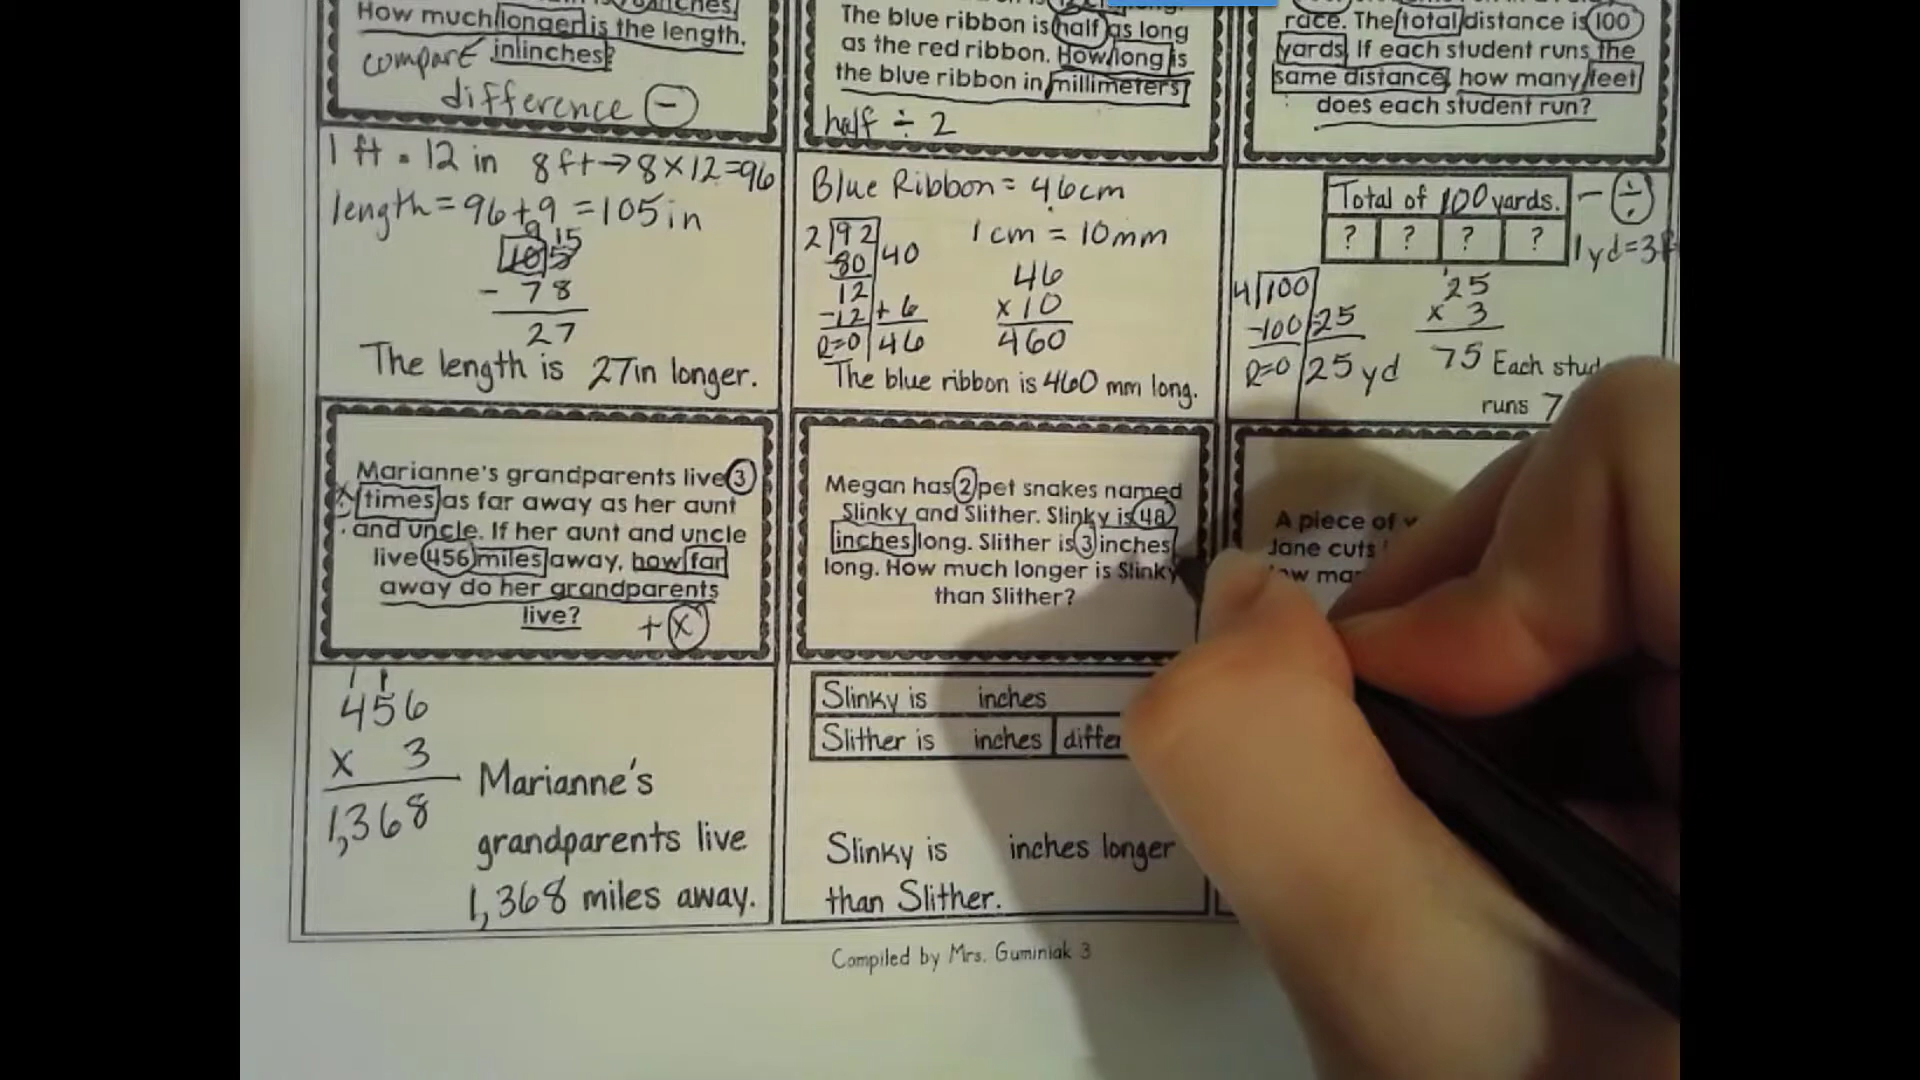 How much longer is the length,
in inches?
compare
difference −
The blue ribbon is half as long
as the red ribbon. How long is
the blue ribbon in millimeters?
half ÷ 2
race. The total distance is 100
yards. If each student runs the
same distance, how many feet
does each student run?
1 ft = 12 in 8 ft → 8 × 12 = 96
length = 96 + 9 = 105 in
9 15
105
− 78
27
The length is 27in longer.
Blue Ribbon = 46cm
2 92
80 40
12
−12 + 6
R=0 46
1 cm = 10mm
46
x 10
460
The blue ribbon is 460 mm long.
Total of 100 yards. − ÷
? ? ? ?
1 yd = 3
4 100
−100 25
R=0 25 yd
1
25
x 3
75 Each
runs 7
Marianne's grandparents live 3
times as far away as her aunt
and uncle. If her aunt and uncle
live 456 miles away, how far
away do her grandparents
live? + x
1 1
456
x 3
1,368
Marianne's
grandparents live
1,368 miles away.
Megan has 2 pet snakes named
Slinky and Slither. Slinky is 48
inches long. Slither is 3 inches
long. How much longer is Slinky
than Slither?
Slinky is inches
Slither is inches
Slinky is inches longer
than Slither.
A piece of
Jane cuts
Compiled by Mrs. Guminiak 3